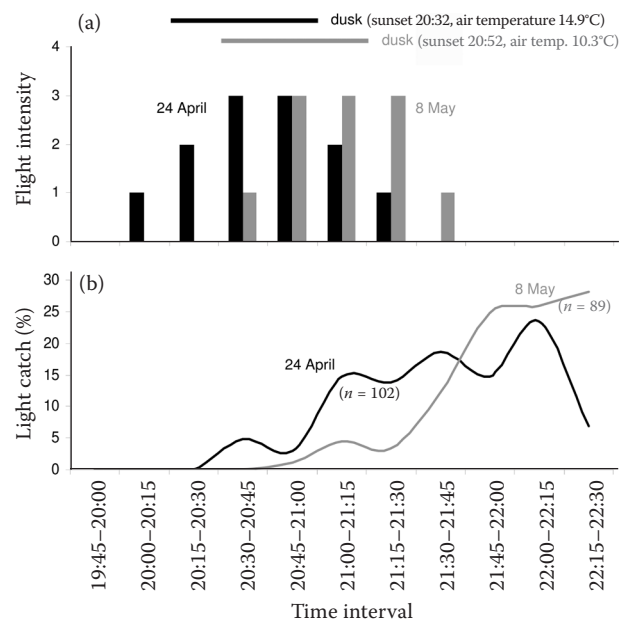 (a)
dusk (sunset 20:32, air temperature 14.9°C)
dusk (sunset 20:52, air temp. 10.3°C)
Flight intensity
4
3
2
1
0
24 April
8 May
(b)
Light catch (%)
30
25
20
15
10
5
0
8 May
(n = 89)
24 April
(n = 102)
19:45–20:00
20:00–20:15
20:15–20:30
20:30–20:45
20:45–21:00
21:00–21:15
21:15–21:30
21:30–21:45
21:45–22:00
22:00–22:15
22:15–22:30
Time interval